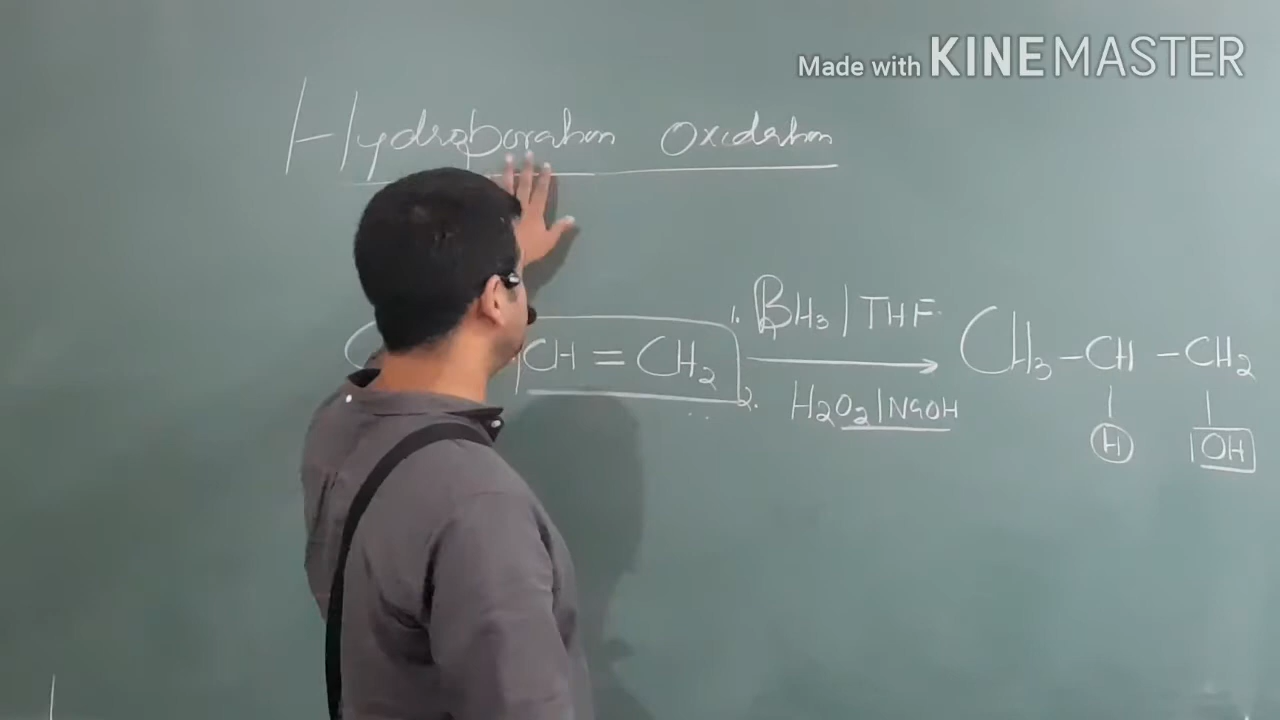 Made with KINEMASTER
Hydroboration Oxidation
1. BH3 | THF
CH = CH2 → CH3 - CH - CH2
2. H2O2 | NaOH
H OH